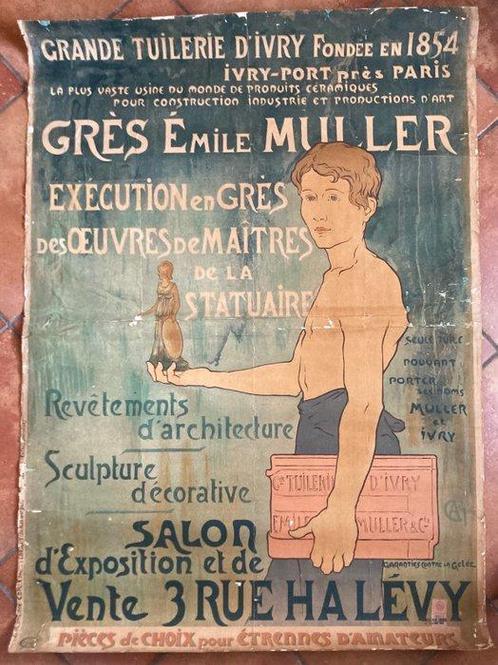 GRANDE TUILERIE D'IVRY FONDÉE EN 1854
IVRY-PORT près PARIS
LA PLUS VASTE USINE DU MONDE DE PRODUITS CÉRAMIQUES
POUR CONSTRUCTION INDUSTRIE ET PRODUCTIONS D'ART
GRÈS ÉMILE MULLER
EXECUTION en GRÈS
DES ŒUVRES DE MAÎTRES
DE LA
STATUAIRE
SEULE TUILE
POUVANT
PORTER
LES NOMS
MULLER
et
IVRY
Revêtements
d'architecture
Sculpture
décorative
Gde TUILERIE D'IVRY
EMILE MULLER & Cie
SALON
d'Exposition et de
GARANTIES CONTRE LA GELÉE
Vente 3 RUE HALÉVY
PIÈCES DE CHOIX pour ÉTRENNES D'AMATEURS